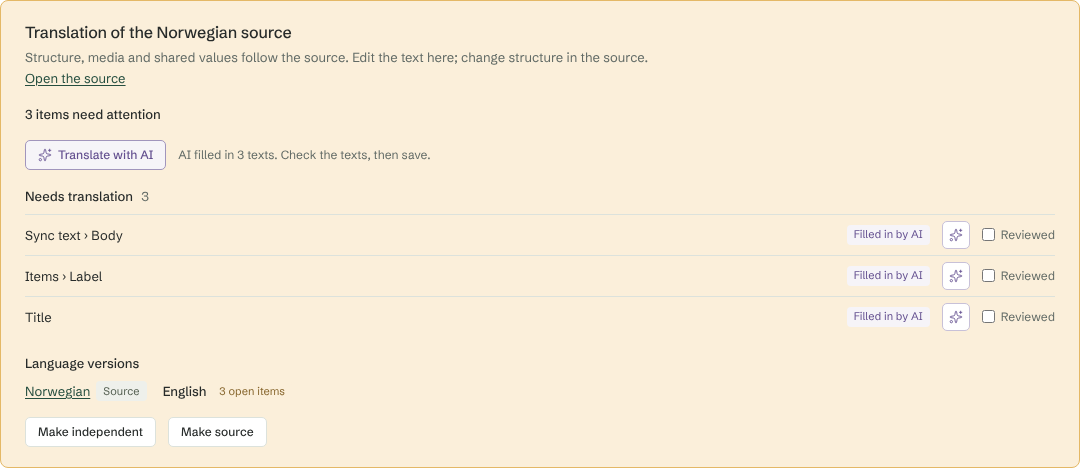 Translation of the Norwegian source
Structure, media and shared values follow the source. Edit the text here; change structure in the source.
Open the source
3 items need attention
Translate with AI AI filled in 3 texts. Check the texts, then save.
Needs translation 3
Sync text › Body Filled in by AI Reviewed
Items › Label Filled in by AI Reviewed
Title Filled in by AI Reviewed
Language versions
Norwegian Source English 3 open items
Make independent Make source